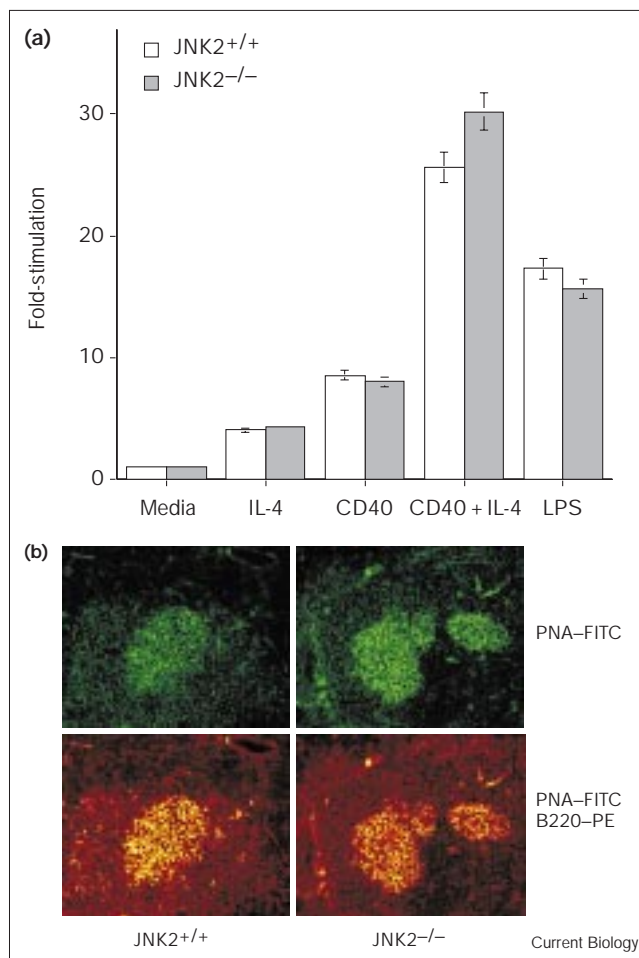 (a)
JNK2+/+
JNK2−/−
Fold-stimulation
30
20
10
0
Media IL-4 CD40 CD40 + IL-4 LPS
(b)
PNA–FITC
PNA–FITC
B220–PE
JNK2+/+ JNK2−/−
Current Biology